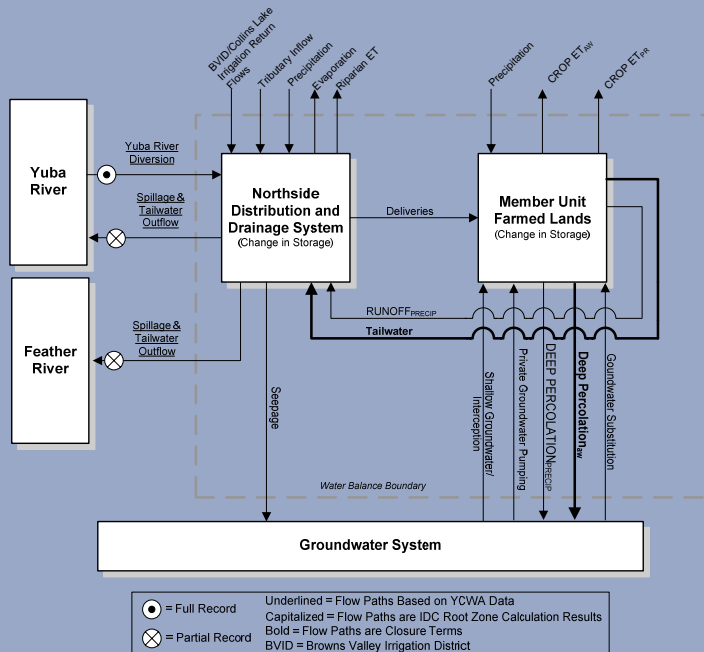 BVID/Collins Lake
Irrigation Return
Flows
Tributary Inflow
Precipitation
Evaporation
Riparian ET
Precipitation
CROP ETAW
CROP ETPR
Yuba
River
Yuba River
Diversion
Spillage &
Tailwater
Outflow
Northside
Distribution and
Drainage System
(Change in Storage)
Deliveries
Member Unit
Farmed Lands
(Change in Storage)
Feather
River
Spillage &
Tailwater
Outflow
RUNOFFPRECIP
Tailwater
Seepage
Shallow Groundwater/
Interception
Private Groundwater Pumping
DEEP PERCOLATIONPRECIP
Deep Percolationaw
Goundwater Substitution
Water Balance Boundary
Groundwater System
= Full Record
= Partial Record
Underlined = Flow Paths Based on YCWA Data
Capitalized = Flow Paths are IDC Root Zone Calculation Results
Bold = Flow Paths are Closure Terms
BVID = Browns Valley Irrigation District